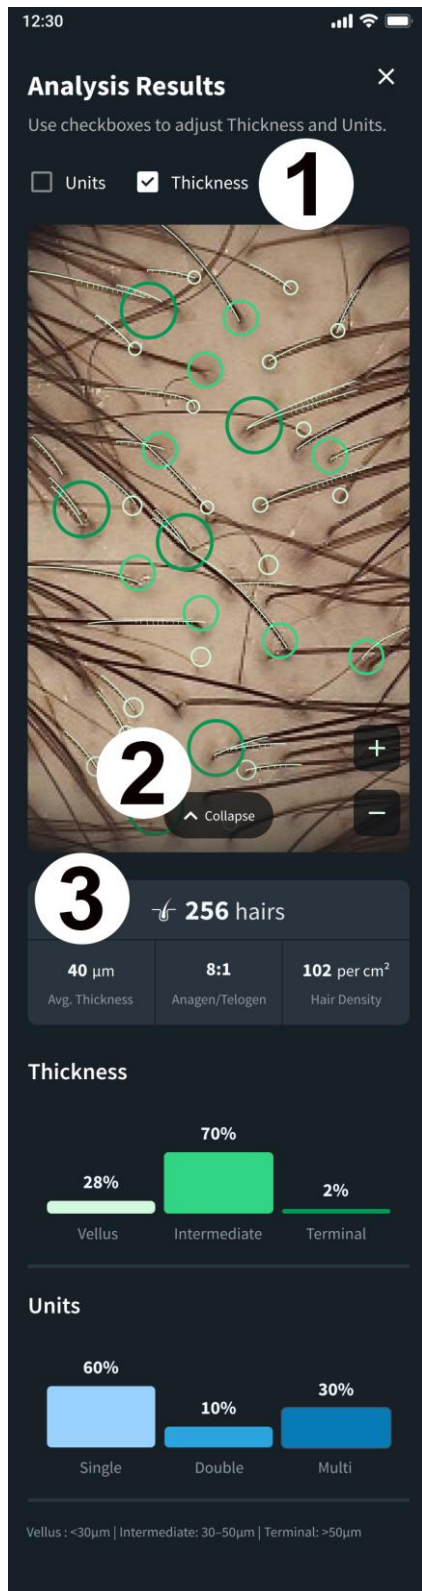 12:30
Analysis Results
Use checkboxes to adjust Thickness and Units.
Units Thickness
1
2
Collapse
3
256 hairs
40 µm 8:1 102 per cm²
Avg. Thickness Anagen/Telogen Hair Density
Thickness
70%
28%
2%
Vellus Intermediate Terminal
Units
60%
30%
10%
Single Double Multi
Vellus : <30µm | Intermediate: 30–50µm | Terminal: >50µm